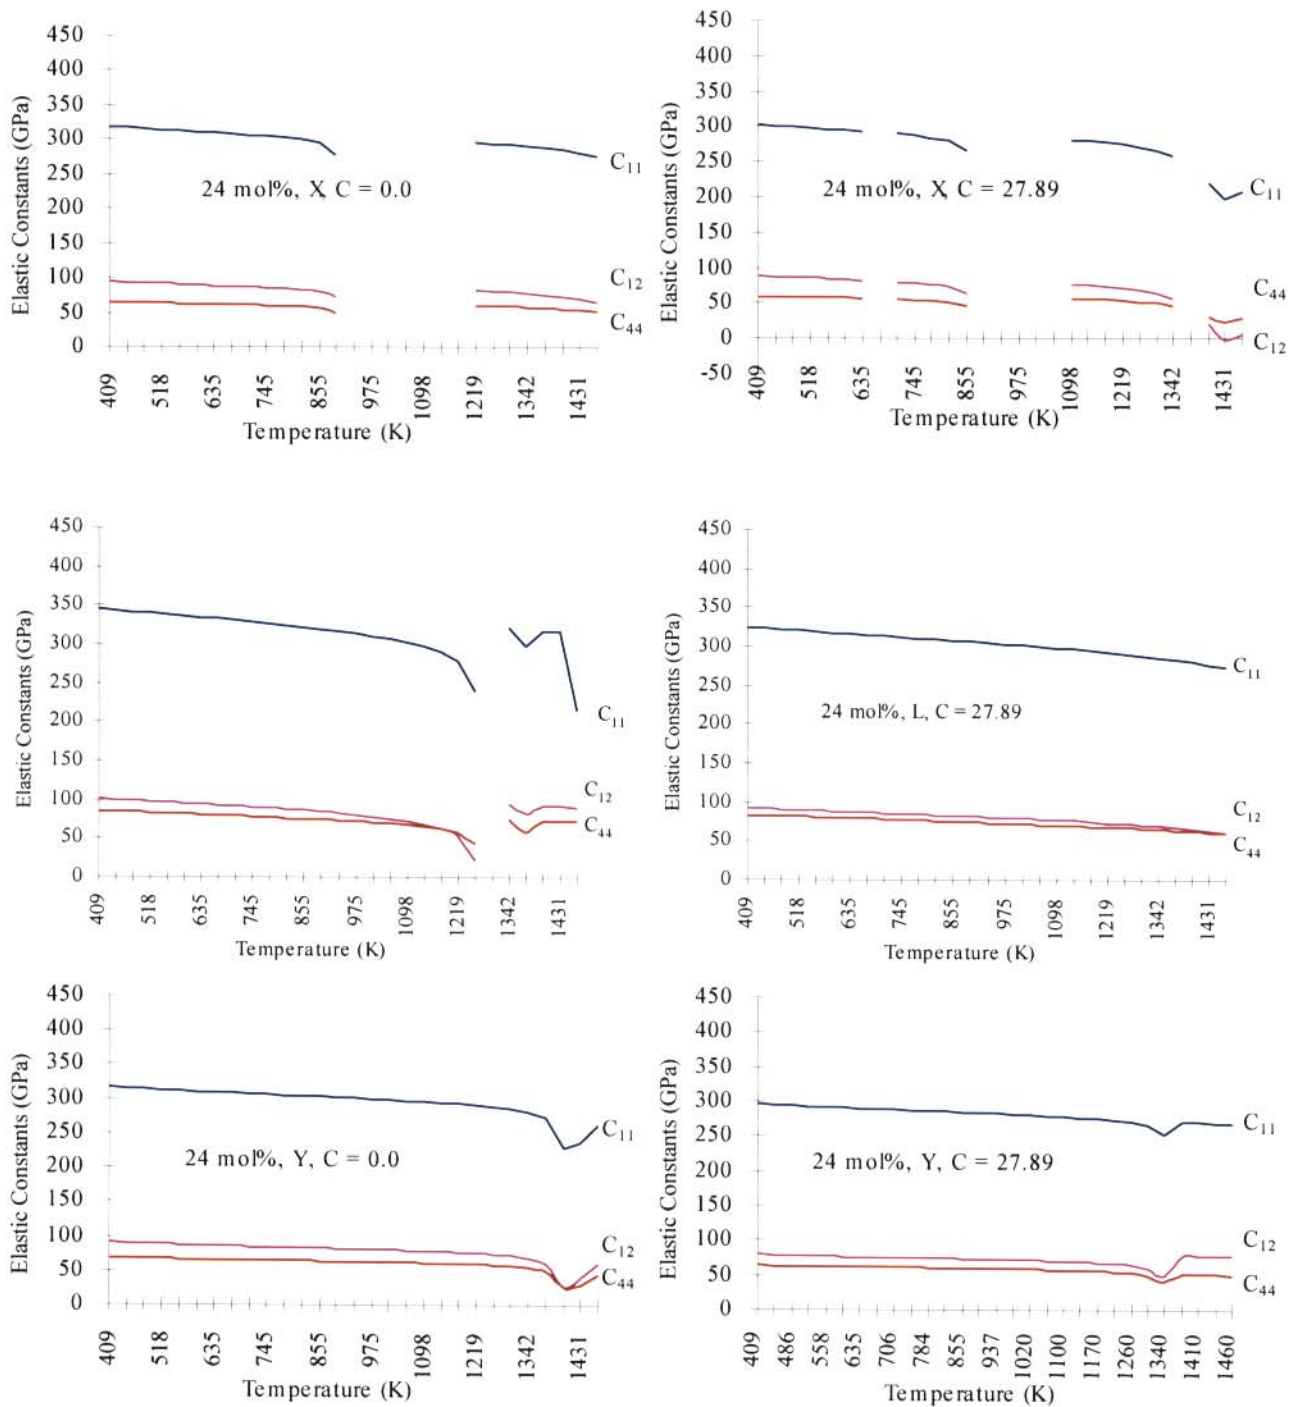 450
400
350
300
250
200
150
100
50
0
Elastic Constants (GPa)
24 mol%, X, C = 0.0
C11
C12
C44
409 518 635 745 855 975 1098 1219 1342 1431
Temperature (K)
450
400
350
300
250
200
150
100
50
0
-50
Elastic Constants (GPa)
24 mol%, X, C = 27.89
C11
C44
C12
409 518 635 745 855 975 1098 1219 1342 1431
Temperature (K)
450
400
350
300
250
200
150
100
50
0
Elastic Constants (GPa)
C11
C12
C44
409 518 635 745 855 975 1098 1219 1342 1431
Temperature (K)
450
400
350
300
250
200
150
100
50
0
Elastic Constants (GPa)
24 mol%, L, C = 27.89
C11
C12
C44
409 518 635 745 855 975 1098 1219 1342 1431
Temperature (K)
450
400
350
300
250
200
150
100
50
0
Elastic Constants (GPa)
24 mol%, Y, C = 0.0
C11
C12
C44
409 518 635 745 855 975 1098 1219 1342 1431
Temperature (K)
450
400
350
300
250
200
150
100
50
0
Elastic Constants (GPa)
24 mol%, Y, C = 27.89
C11
C12
C44
409 486 558 635 706 784 855 937 1020 1100 1170 1260 1340 1410 1460
Temperature (K)